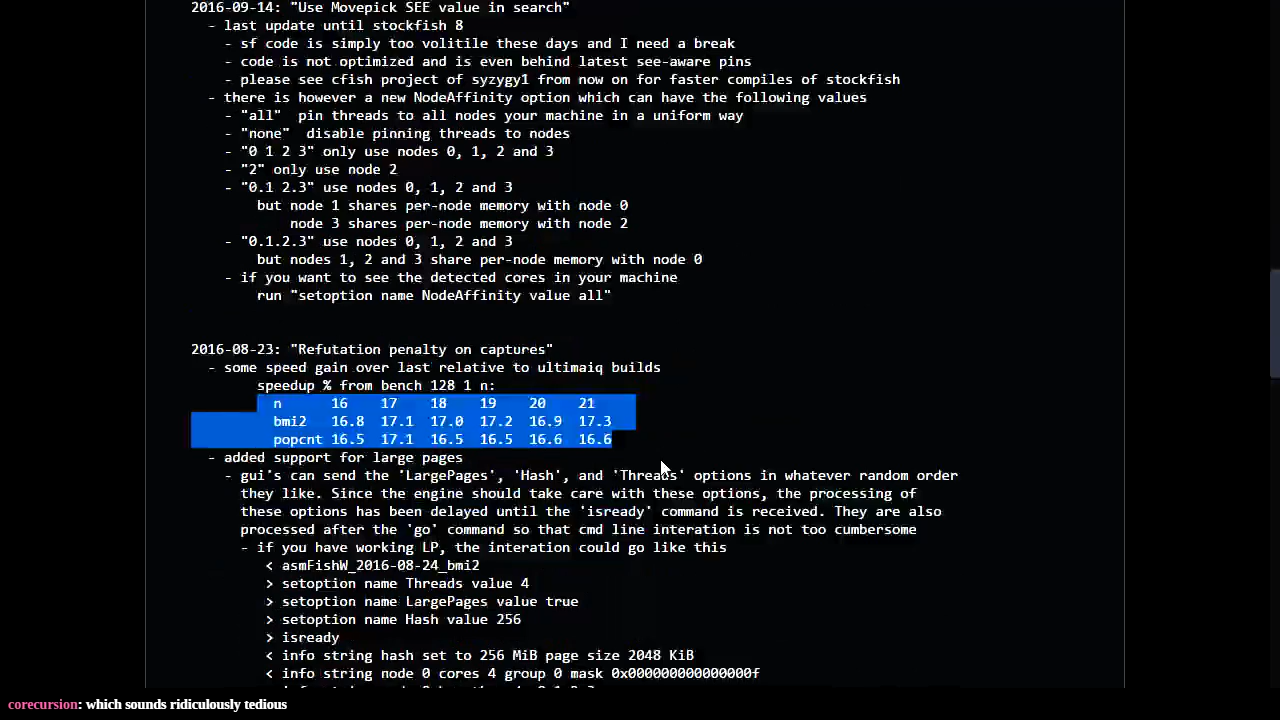 2016-09-14: "Use Movepick SEE value in search"
- last update until stockfish 8
- sf code is simply too volitile these days and I need a break
- code is not optimized and is even behind latest see-aware pins
- please see cfish project of syzygy1 from now on for faster compiles of stockfish
- there is however a new NodeAffinity option which can have the following values
- "all"  pin threads to all nodes your machine in a uniform way
- "none"  disable pinning threads to nodes
- "0 1 2 3" only use nodes 0, 1, 2 and 3
- "2" only use node 2
- "0.1 2.3" use nodes 0, 1, 2 and 3
but node 1 shares per-node memory with node 0
node 3 shares per-node memory with node 2
- "0.1.2.3" use nodes 0, 1, 2 and 3
but nodes 1, 2 and 3 share per-node memory with node 0
- if you want to see the detected cores in your machine
run "setoption name NodeAffinity value all"
2016-08-23: "Refutation penalty on captures"
- some speed gain over last relative to ultimaiq builds
speedup % from bench 128 1 n:
n 16 17 18 19 20 21
bmi2 16.8 17.1 17.0 17.2 16.9 17.3
popcnt 16.5 17.1 16.5 16.5 16.6 16.6
- added support for large pages
- gui's can send the 'LargePages', 'Hash', and 'Threads' options in whatever random order
they like. Since the engine should take care with these options, the processing of
these options has been delayed until the 'isready' command is received. They are also
processed after the 'go' command so that cmd line interation is not too cumbersome
- if you have working LP, the interation could go like this
< asmFishW_2016-08-24_bmi2
> setoption name Threads value 4
> setoption name LargePages value true
> setoption name Hash value 256
> isready
< info string hash set to 256 MiB page size 2048 KiB
< info string node 0 cores 4 group 0 mask 0x000000000000000f
corecursion: which sounds ridiculously tedious